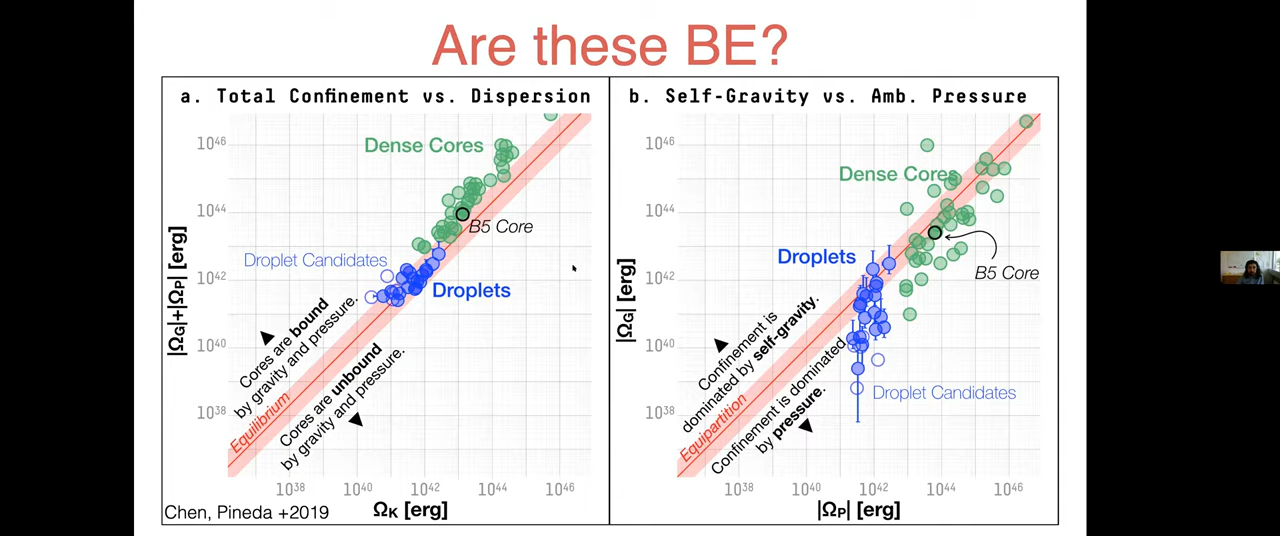 Are these BE?
a. Total Confinement vs. Dispersion
|ΩG|+|ΩP| [erg]
10^46
10^44
10^42
10^40
10^38
Dense Cores
B5 Core
Droplet Candidates
Droplets
Cores are bound
by gravity and pressure.
Equilibrium
Cores are unbound
by gravity and pressure.
10^38
10^40
10^42
10^44
10^46
ΩK [erg]
Chen, Pineda +2019
b. Self-Gravity vs. Amb. Pressure
|ΩG| [erg]
10^46
10^44
10^42
10^40
10^38
Dense Cores
Droplets
B5 Core
Confinement is
dominated by self-gravity.
Equipartition
Confinement is dominated
by pressure.
Droplet Candidates
10^38
10^40
10^42
10^44
10^46
|ΩP| [erg]